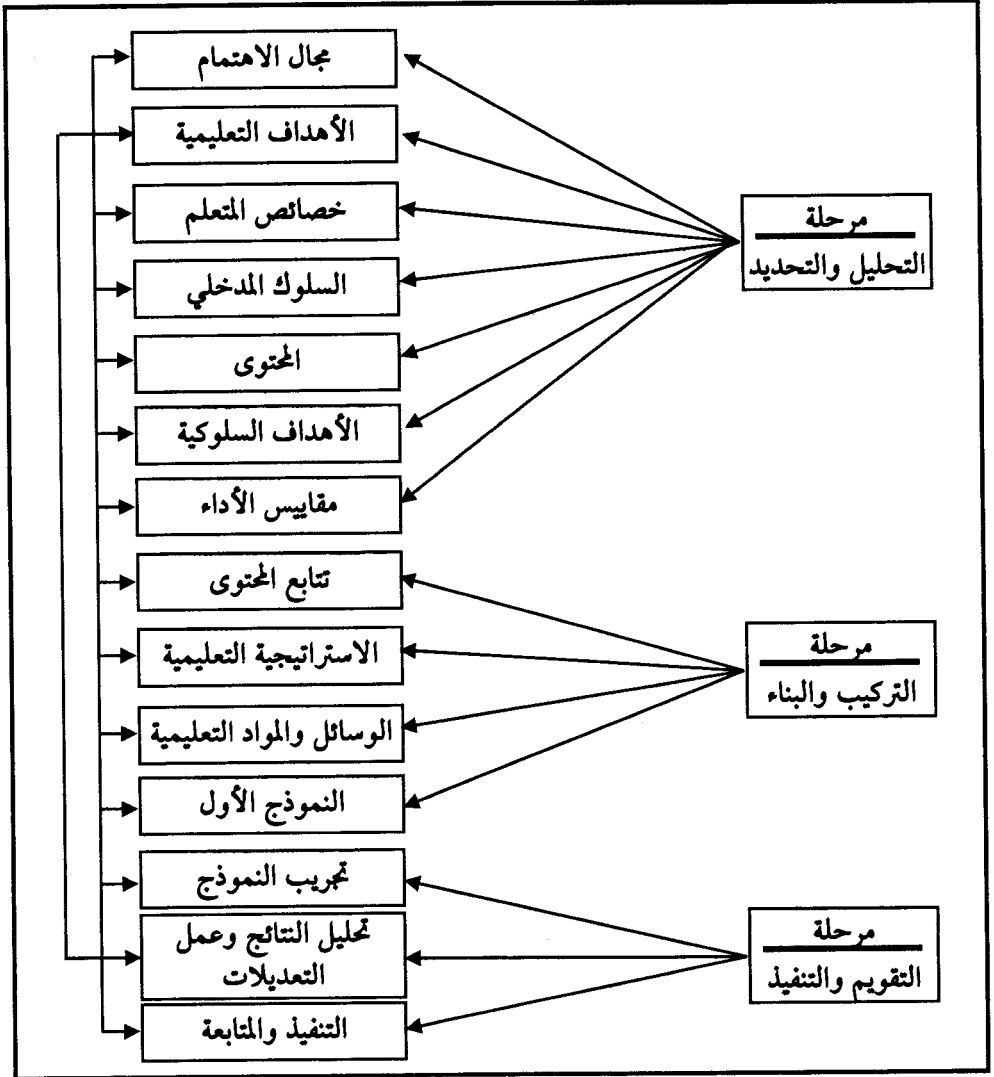 مجال الاهتمام
الأهداف التعليمية
خصائص المتعلم
السلوك المدخلي
المحتوى
الأهداف السلوكية
مقاييس الأداء
مرحلة
التحليل والتحديد
تتابع المحتوى
الاستراتيجية التعليمية
الوسائل والمواد التعليمية
النموذج الأول
مرحلة
التركيب والبناء
تجريب النموذج
تحليل النتائج وعمل
التعديلات
التنفيذ والمتابعة
مرحلة
التقويم والتنفيذ